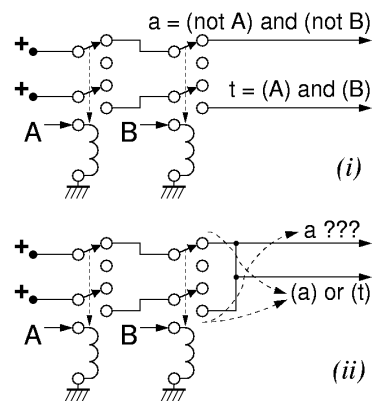 +
a = (not A) and (not B)
+
t = (A) and (B)
A
B
(i)
+
a ???
+
(a) or (t)
A
B
(ii)